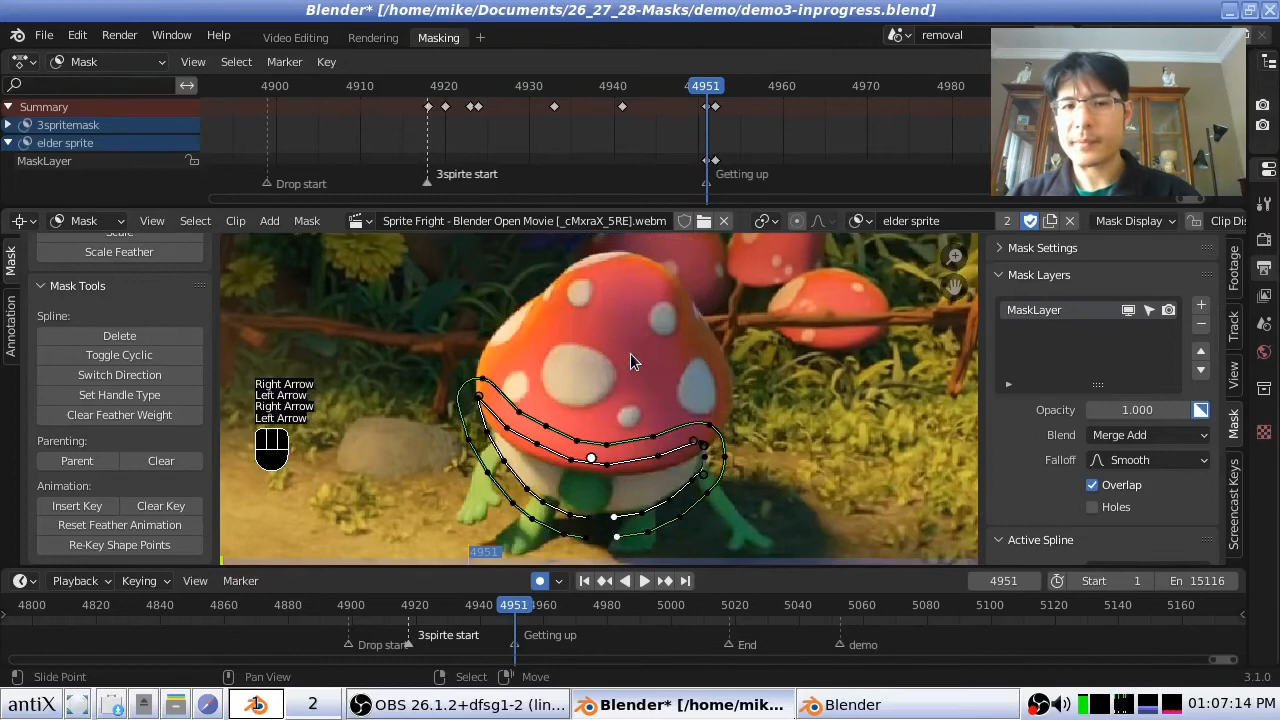 Blender* [/home/mike/Documents/26_27_28-Masks/demo/demo3-inprogress.blend]
File Edit Render Window Help Video Editing Rendering Masking removal
Mask View Select Marker Key
4900 4910 4920 4930 4940 4951 4960 4970 4980
Summary
3spritemask
elder sprite
MaskLayer
Drop start 3spirte start Getting up
Mask View Select Clip Add Mask Sprite Fright - Blender Open Movie [_cMxraX_5RE].webm elder sprite 2 Mask Display Clip Dis
Scale
Scale Feather
Mask Tools
Spline:
Delete
Toggle Cyclic
Switch Direction
Set Handle Type
Clear Feather Weight
Parenting:
Parent Clear
Animation:
Insert Key Clear Key
Reset Feather Animation
Re-Key Shape Points
Mask
Annotation
Right Arrow
Left Arrow
Right Arrow
Left Arrow
4951
Mask Settings
Mask Layers
MaskLayer
Opacity 1.000
Blend Merge Add
Falloff Smooth
Overlap
Holes
Active Spline
Footage
Track
View
Mask
Screencast Keys
Playback Keying View Marker 4951 Start 1 En 15116
4800 4820 4840 4860 4880 4900 4920 4940 4951 4960 4980 5000 5020 5040 5060 5080 5100 5120 5140 5160
Drop start 3spirte start Getting up End demo
Slide Point Pan View Select Move 3.1.0
antiX 1 2 OBS 26.1.2+dfsg1-2 (lin... Blender* [/home/mik... Blender 01:07:14 PM